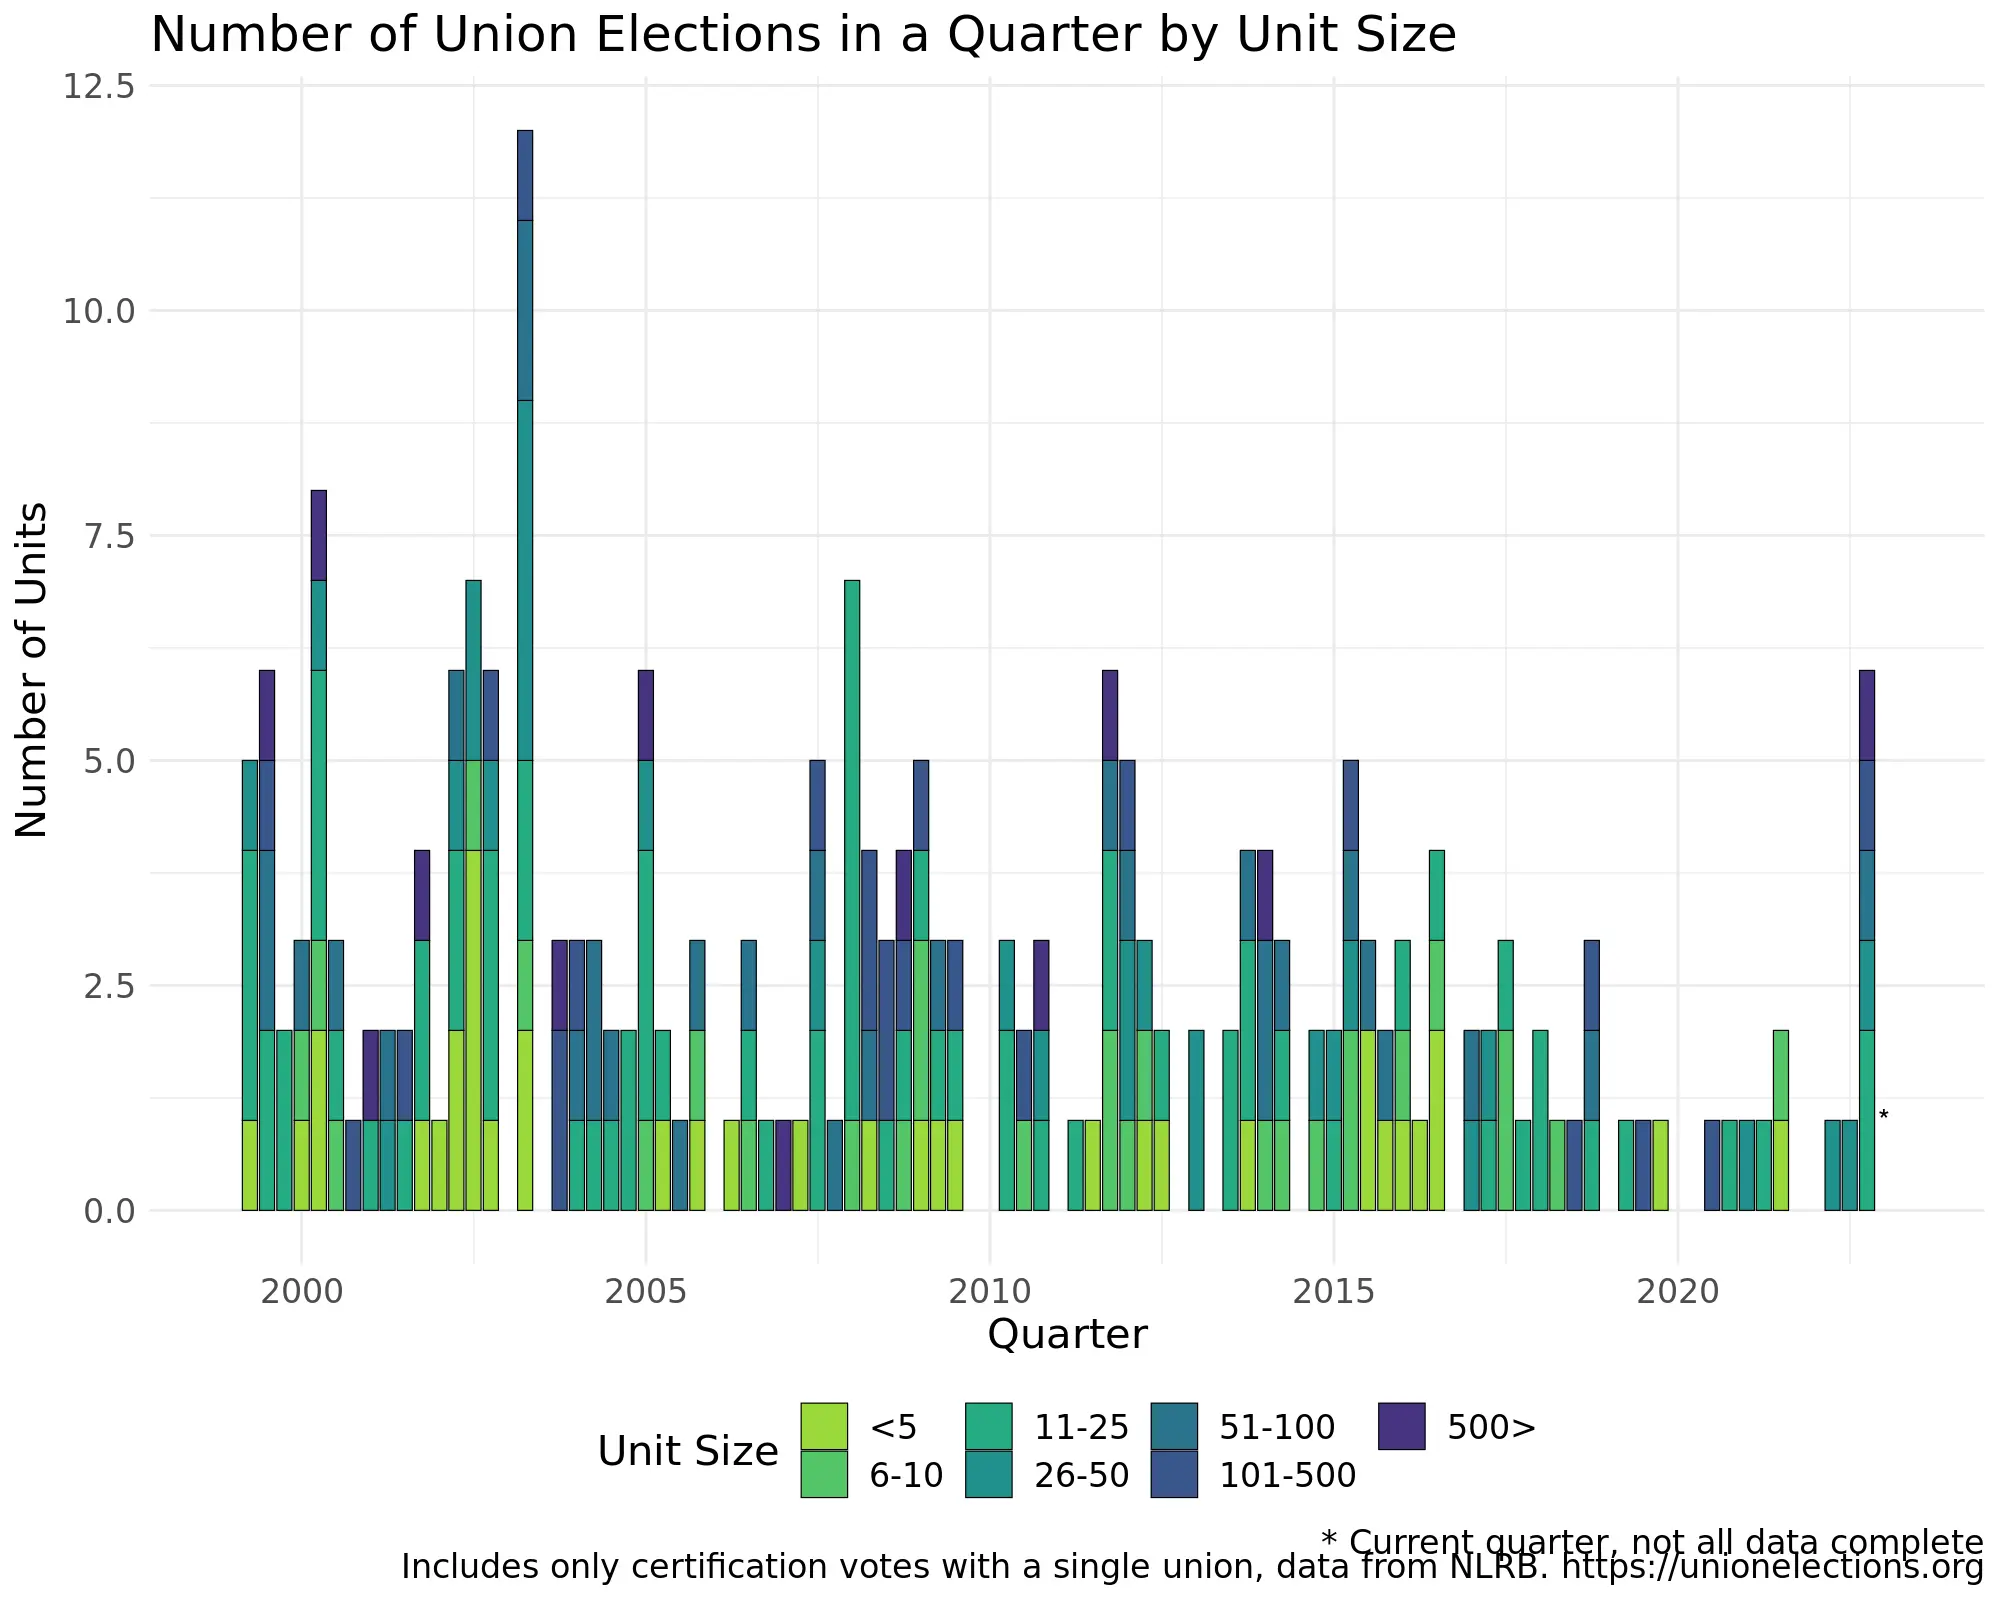 Number of Union Elections in a Quarter by Unit Size
12.5
10.0
7.5
5.0
2.5
0.0
Number of Units
*
2000 2005 2010 2015 2020
Quarter
Unit Size
<5 11-25 51-100 500>
6-10 26-50 101-500
* Current quarter, not all data complete
Includes only certification votes with a single union, data from NLRB. https://unionelections.org